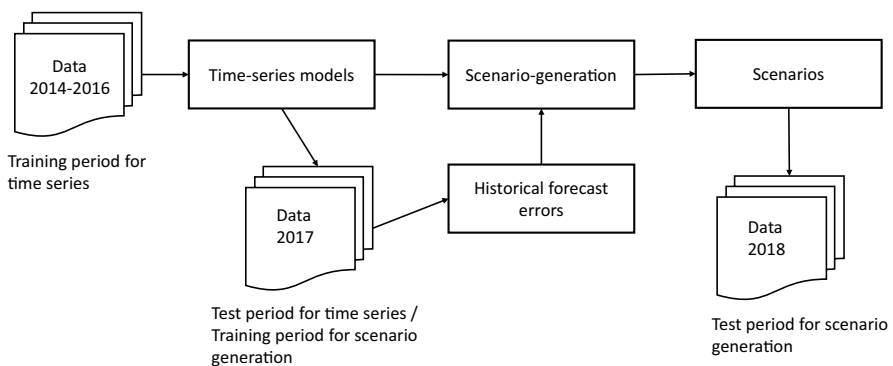 Data
2014-2016
Time-series models
Scenario-generation
Scenarios
Training period for
time series
Data
2017
Historical forecast
errors
Data
2018
Test period for time series /
Training period for scenario
generation
Test period for scenario
generation